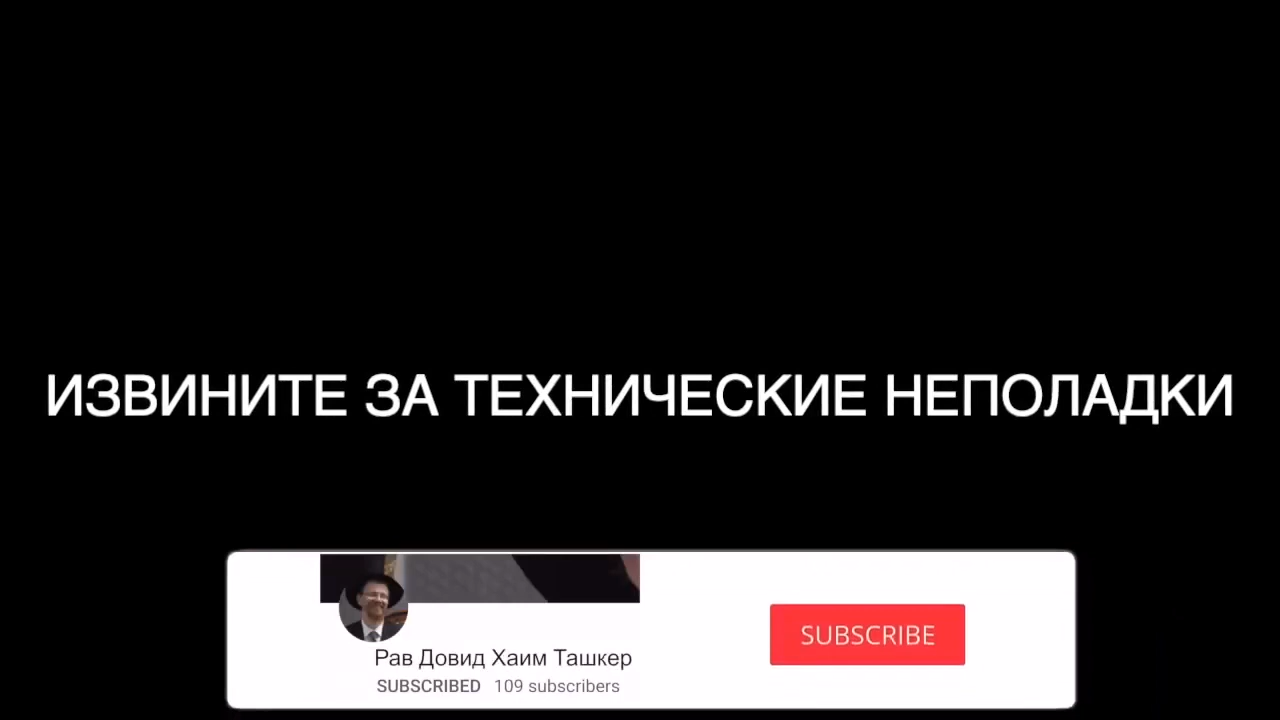 ИЗВИНИТЕ ЗА ТЕХНИЧЕСКИЕ НЕПОЛАДКИ
Рав Довид Хаим Ташкер
SUBSCRIBED 109 subscribers
SUBSCRIBE